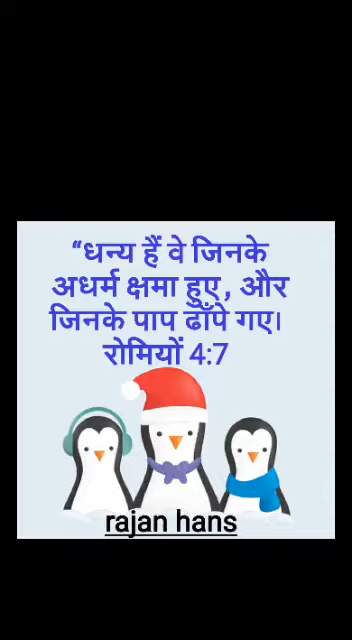 “धन्य हैं वे जिनके
अधर्म क्षमा हुए, और
जिनके पाप ढाँपे गए।
रोमियों 4:7
rajan hans